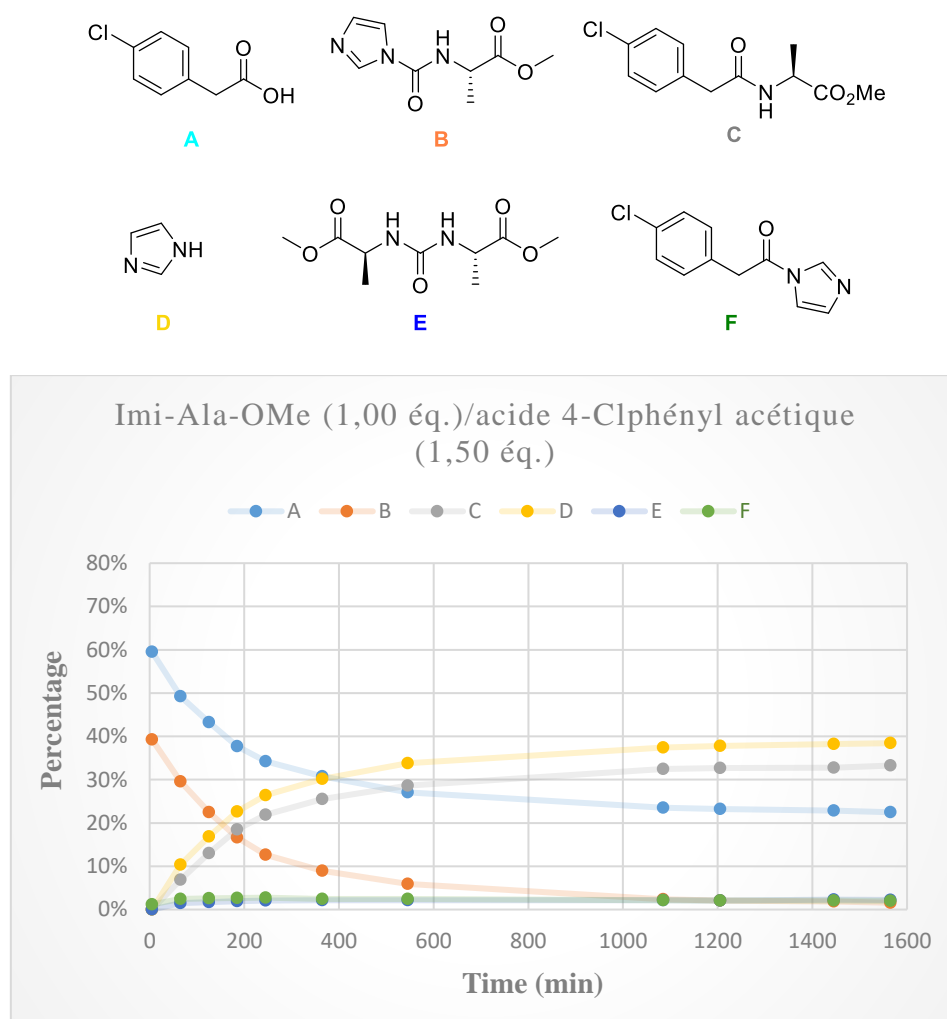 Cl
O
OH
A
N
N
H
N
O
O
O
B
Cl
O
N
H
CO2Me
C
N
NH
D
O
O
H
N
O
H
N
O
O
E
Cl
O
N
N
F
Imi-Ala-OMe (1,00 éq.)/acide 4-Clphényl acétique
(1,50 éq.)
A B C D E F
80%
70%
60%
50%
40%
30%
20%
10%
0%
Percentage
0 200 400 600 800 1000 1200 1400 1600
Time (min)